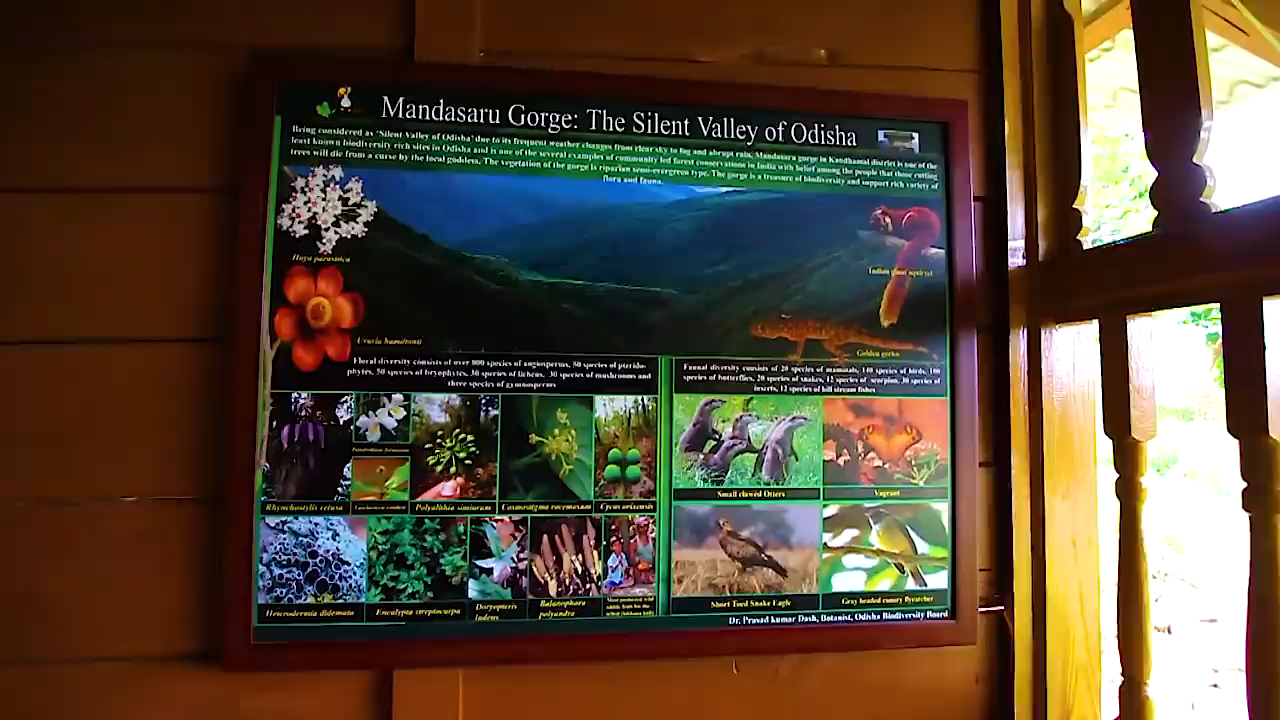 Mandasaru Gorge: The Silent Valley of Odisha
Being considered as 'Silent Valley of Odisha' due to its frequent weather changes from clear sky to fog and abrupt rain, Mandasaru gorge in Kandhamal district is one of the
least known biodiversity rich sites in Odisha and is one of the several examples of community led forest conservations in India with belief among the people that those cutting
trees will die from a curse by the local goddess. The vegetation of the gorge is riparian semi-evergreen type. The gorge is a treasure of biodiversity and support rich variety of
flora and fauna.
Hoya parasitica
Indian giant squirrel
Uvaria hamiltonii
Golden gecko
Floral diversity consists of over 800 species of angiosperms, 50 species of pterido-
phytes, 50 species of bryophytes, 30 species of lichens, 30 species of mushrooms and
three species of gymnosperms
Faunal diversity consists of 20 species of mammals, 140 species of birds, 100
species of butterflies, 20 species of snakes, 12 species of scorpion, 30 species of
insects, 12 species of hill stream fishes
Rhynchostylis retusa
Polyalthia simiarum
Cosmostigma racemosum
Cycas orixensis
Small clawed Otters
Vagrant
Heterodermia didemata
Enculypta streptocarpa
Doryopteris
ludens
Balanophora
polyandra
Short Toed Snake Eagle
Grey headed canary flycatcher
Dr. Prasad kumar Dash, Botanist, Odisha Biodiversity Board